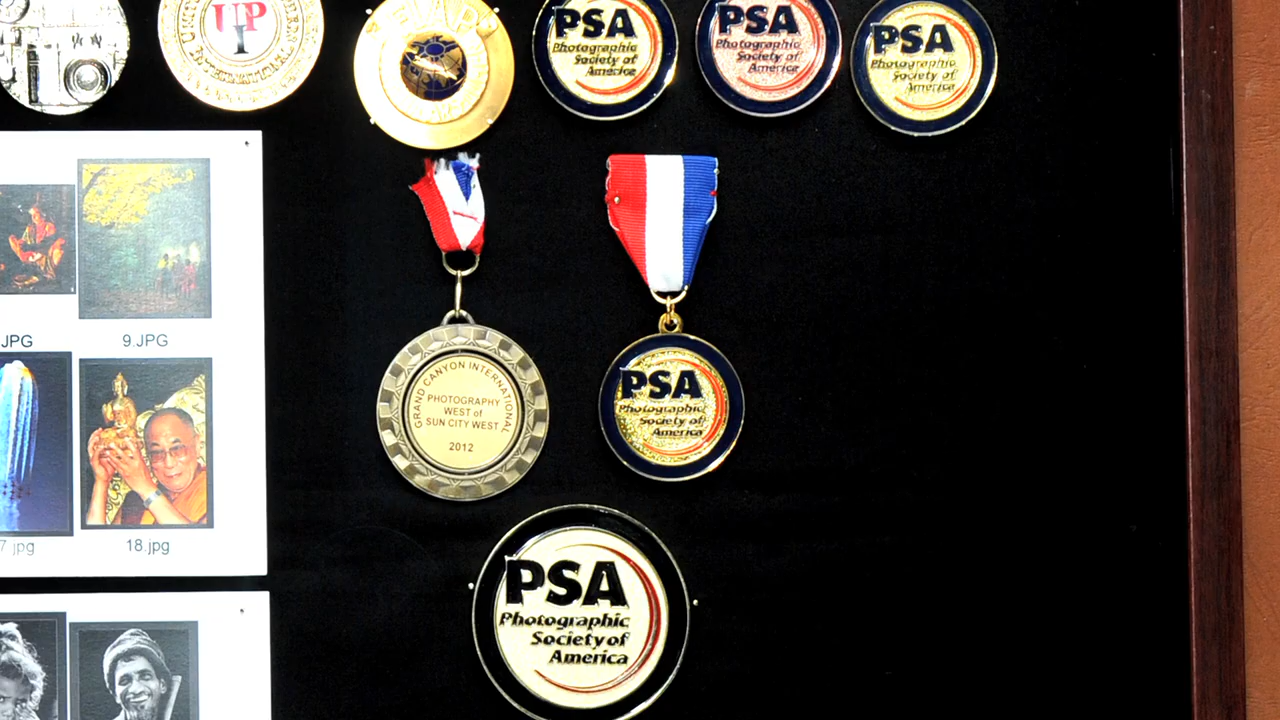 UPI
PSA
Photographic
Society of
America
PSA
Photographic
Society of
America
PSA
Photographic
Society of
America
.JPG
9.JPG
7.jpg
18.jpg
GRAND CANYON INTERNATIONAL
PHOTOGRAPHY
WEST of
SUN CITY WEST
2012
PSA
Photographic
Society of
America
PSA
Photographic
Society of
America